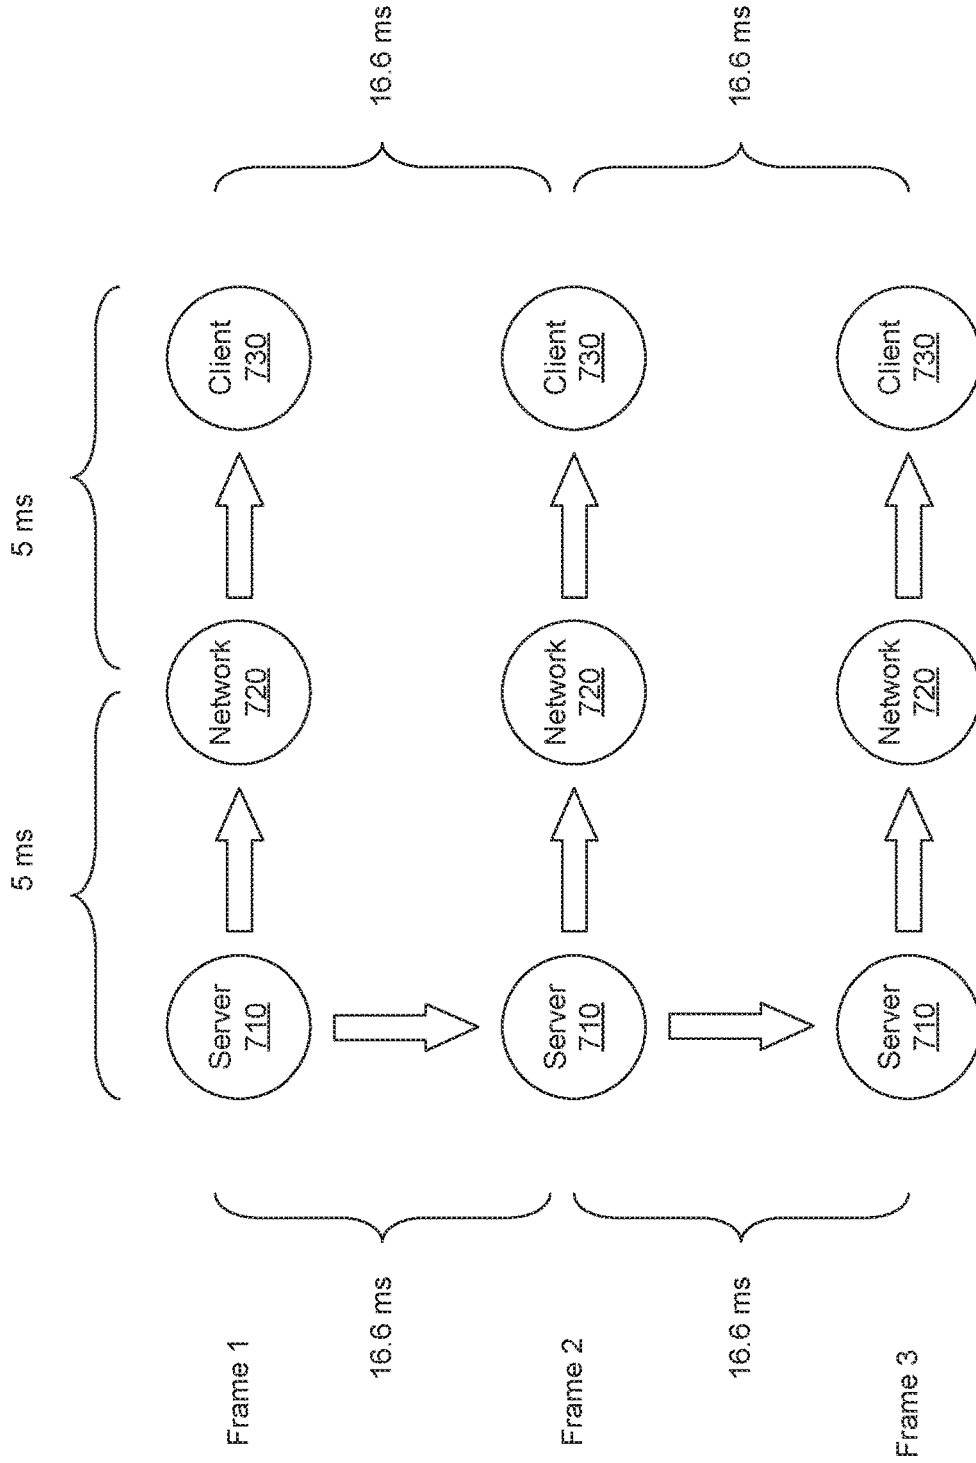 5 ms
5 ms
Frame 1
Server
710
Network
720
Client
730
16.6 ms
16.6 ms
Frame 2
Server
710
Network
720
Client
730
16.6 ms
16.6 ms
Frame 3
Server
710
Network
720
Client
730